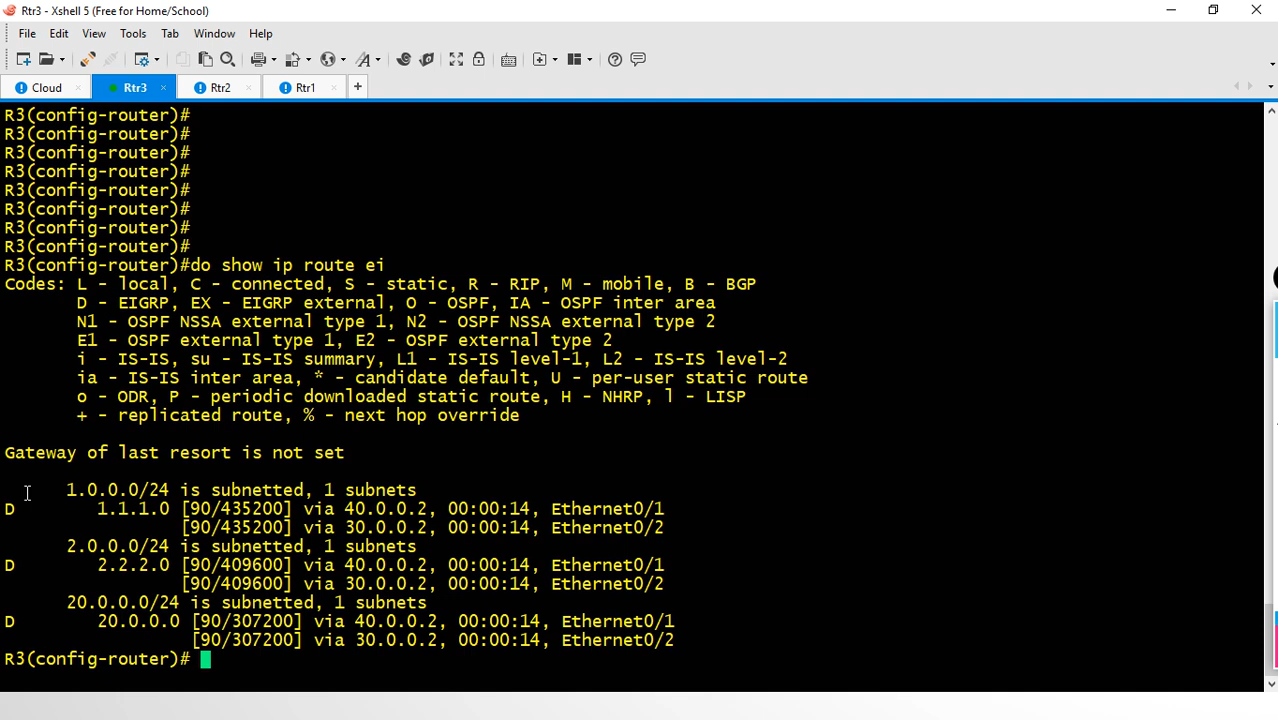 Rtr3 - Xshell 5 (Free for Home/School)
File Edit View Tools Tab Window Help
Cloud Rtr3 Rtr2 Rtr1
R3(config-router)#
R3(config-router)#
R3(config-router)#
R3(config-router)#
R3(config-router)#
R3(config-router)#
R3(config-router)#
R3(config-router)#
R3(config-router)#do show ip route ei
Codes: L - local, C - connected, S - static, R - RIP, M - mobile, B - BGP
D - EIGRP, EX - EIGRP external, O - OSPF, IA - OSPF inter area
N1 - OSPF NSSA external type 1, N2 - OSPF NSSA external type 2
E1 - OSPF external type 1, E2 - OSPF external type 2
i - IS-IS, su - IS-IS summary, L1 - IS-IS level-1, L2 - IS-IS level-2
ia - IS-IS inter area, * - candidate default, U - per-user static route
o - ODR, P - periodic downloaded static route, H - NHRP, l - LISP
+ - replicated route, % - next hop override
Gateway of last resort is not set
1.0.0.0/24 is subnetted, 1 subnets
D 1.1.1.0 [90/435200] via 40.0.0.2, 00:00:14, Ethernet0/1
[90/435200] via 30.0.0.2, 00:00:14, Ethernet0/2
2.0.0.0/24 is subnetted, 1 subnets
D 2.2.2.0 [90/409600] via 40.0.0.2, 00:00:14, Ethernet0/1
[90/409600] via 30.0.0.2, 00:00:14, Ethernet0/2
20.0.0.0/24 is subnetted, 1 subnets
D 20.0.0.0 [90/307200] via 40.0.0.2, 00:00:14, Ethernet0/1
[90/307200] via 30.0.0.2, 00:00:14, Ethernet0/2
R3(config-router)#